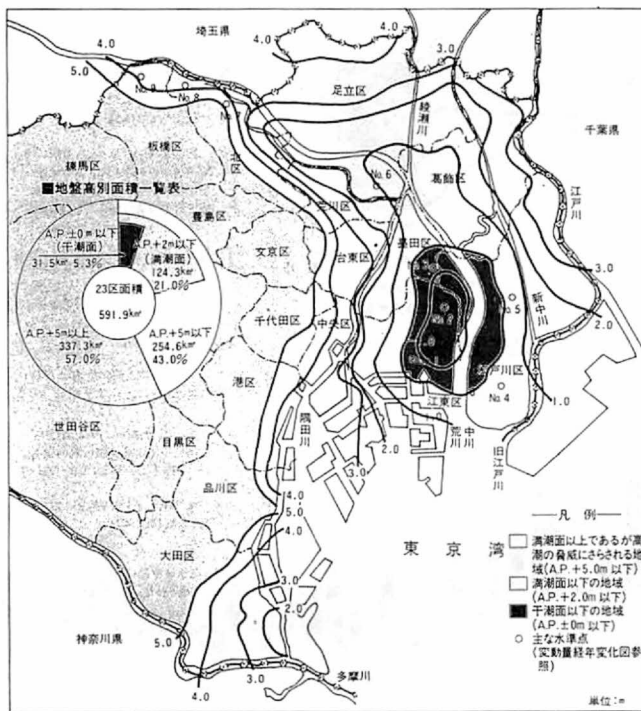 埼玉県
4.0
5.0
4.0
4.0
3.0
足立区
綾瀬川
千葉県
No.8
板橋区
北区
練馬区
No.6
葛飾区
江戸川
■地盤高別面積一覧表
豊島区
荒川区
A.P.±0m以下
(干潮面)
31.5km² 5.3%
A.P.+2m以下
(満潮面)
124.3km²
21.0%
23区面積
591.9km²
A.P.+5m以上
337.3km²
57.0%
A.P.+5m以下
254.6km²
43.0%
文京区
台東区
墨田区
千代田区
中央区
No.5
新中川
3.0
2.0
港区
江戸川区
No.4
江東区
1.0
世田谷区
目黒区
隅田川
2.0
3.0
荒川
中川
旧江戸川
品川区
4.0
5.0
4.0
大田区
東京湾
3.0
2.0
神奈川県
5.0
4.0
3.0
多摩川
凡例
満潮面以上であるが高
潮の脅威にさらされる地
域(A.P.+5.0m以下)
満潮面以下の地域
(A.P.+2.0m以下)
干潮面以下の地域
(A.P.±0m以下)
主な水準点
(変動量経年変化図参
照)
単位:m